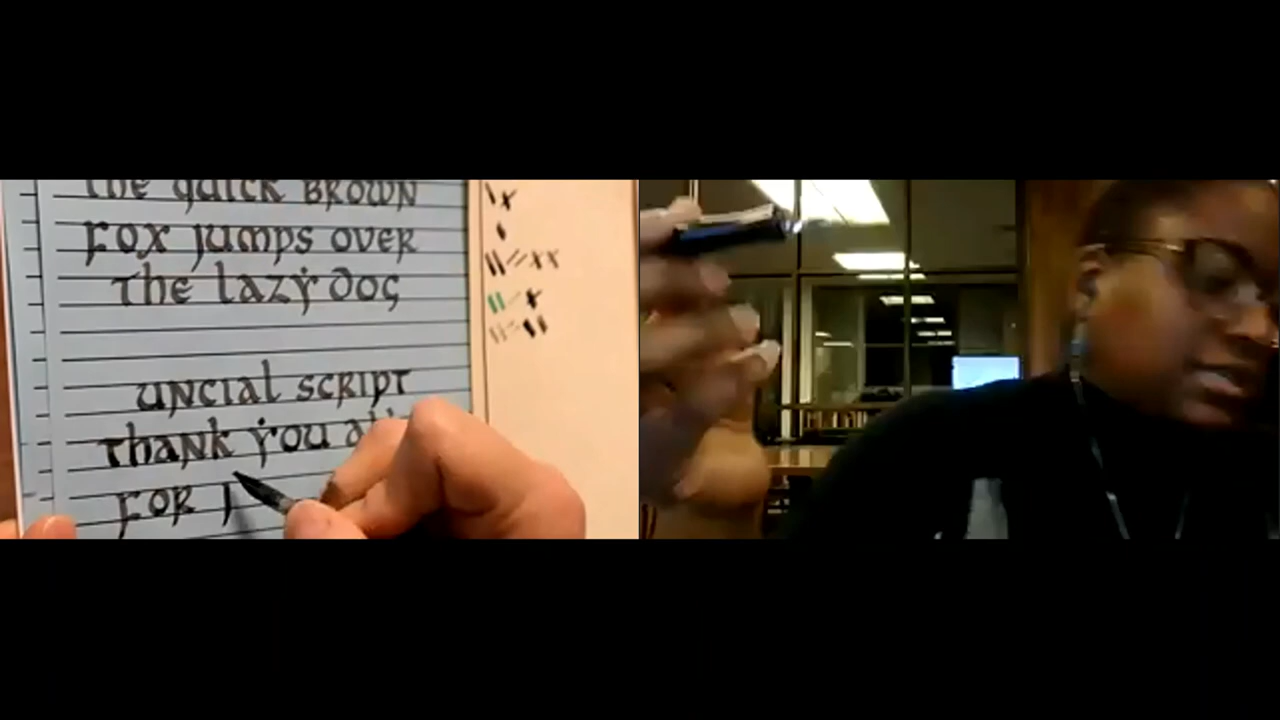 THE QUICK BROWN
FOX JUMPS OVER
THE LAZY DOG
UNCIAL SCRIPT
THANK YOU
FOR